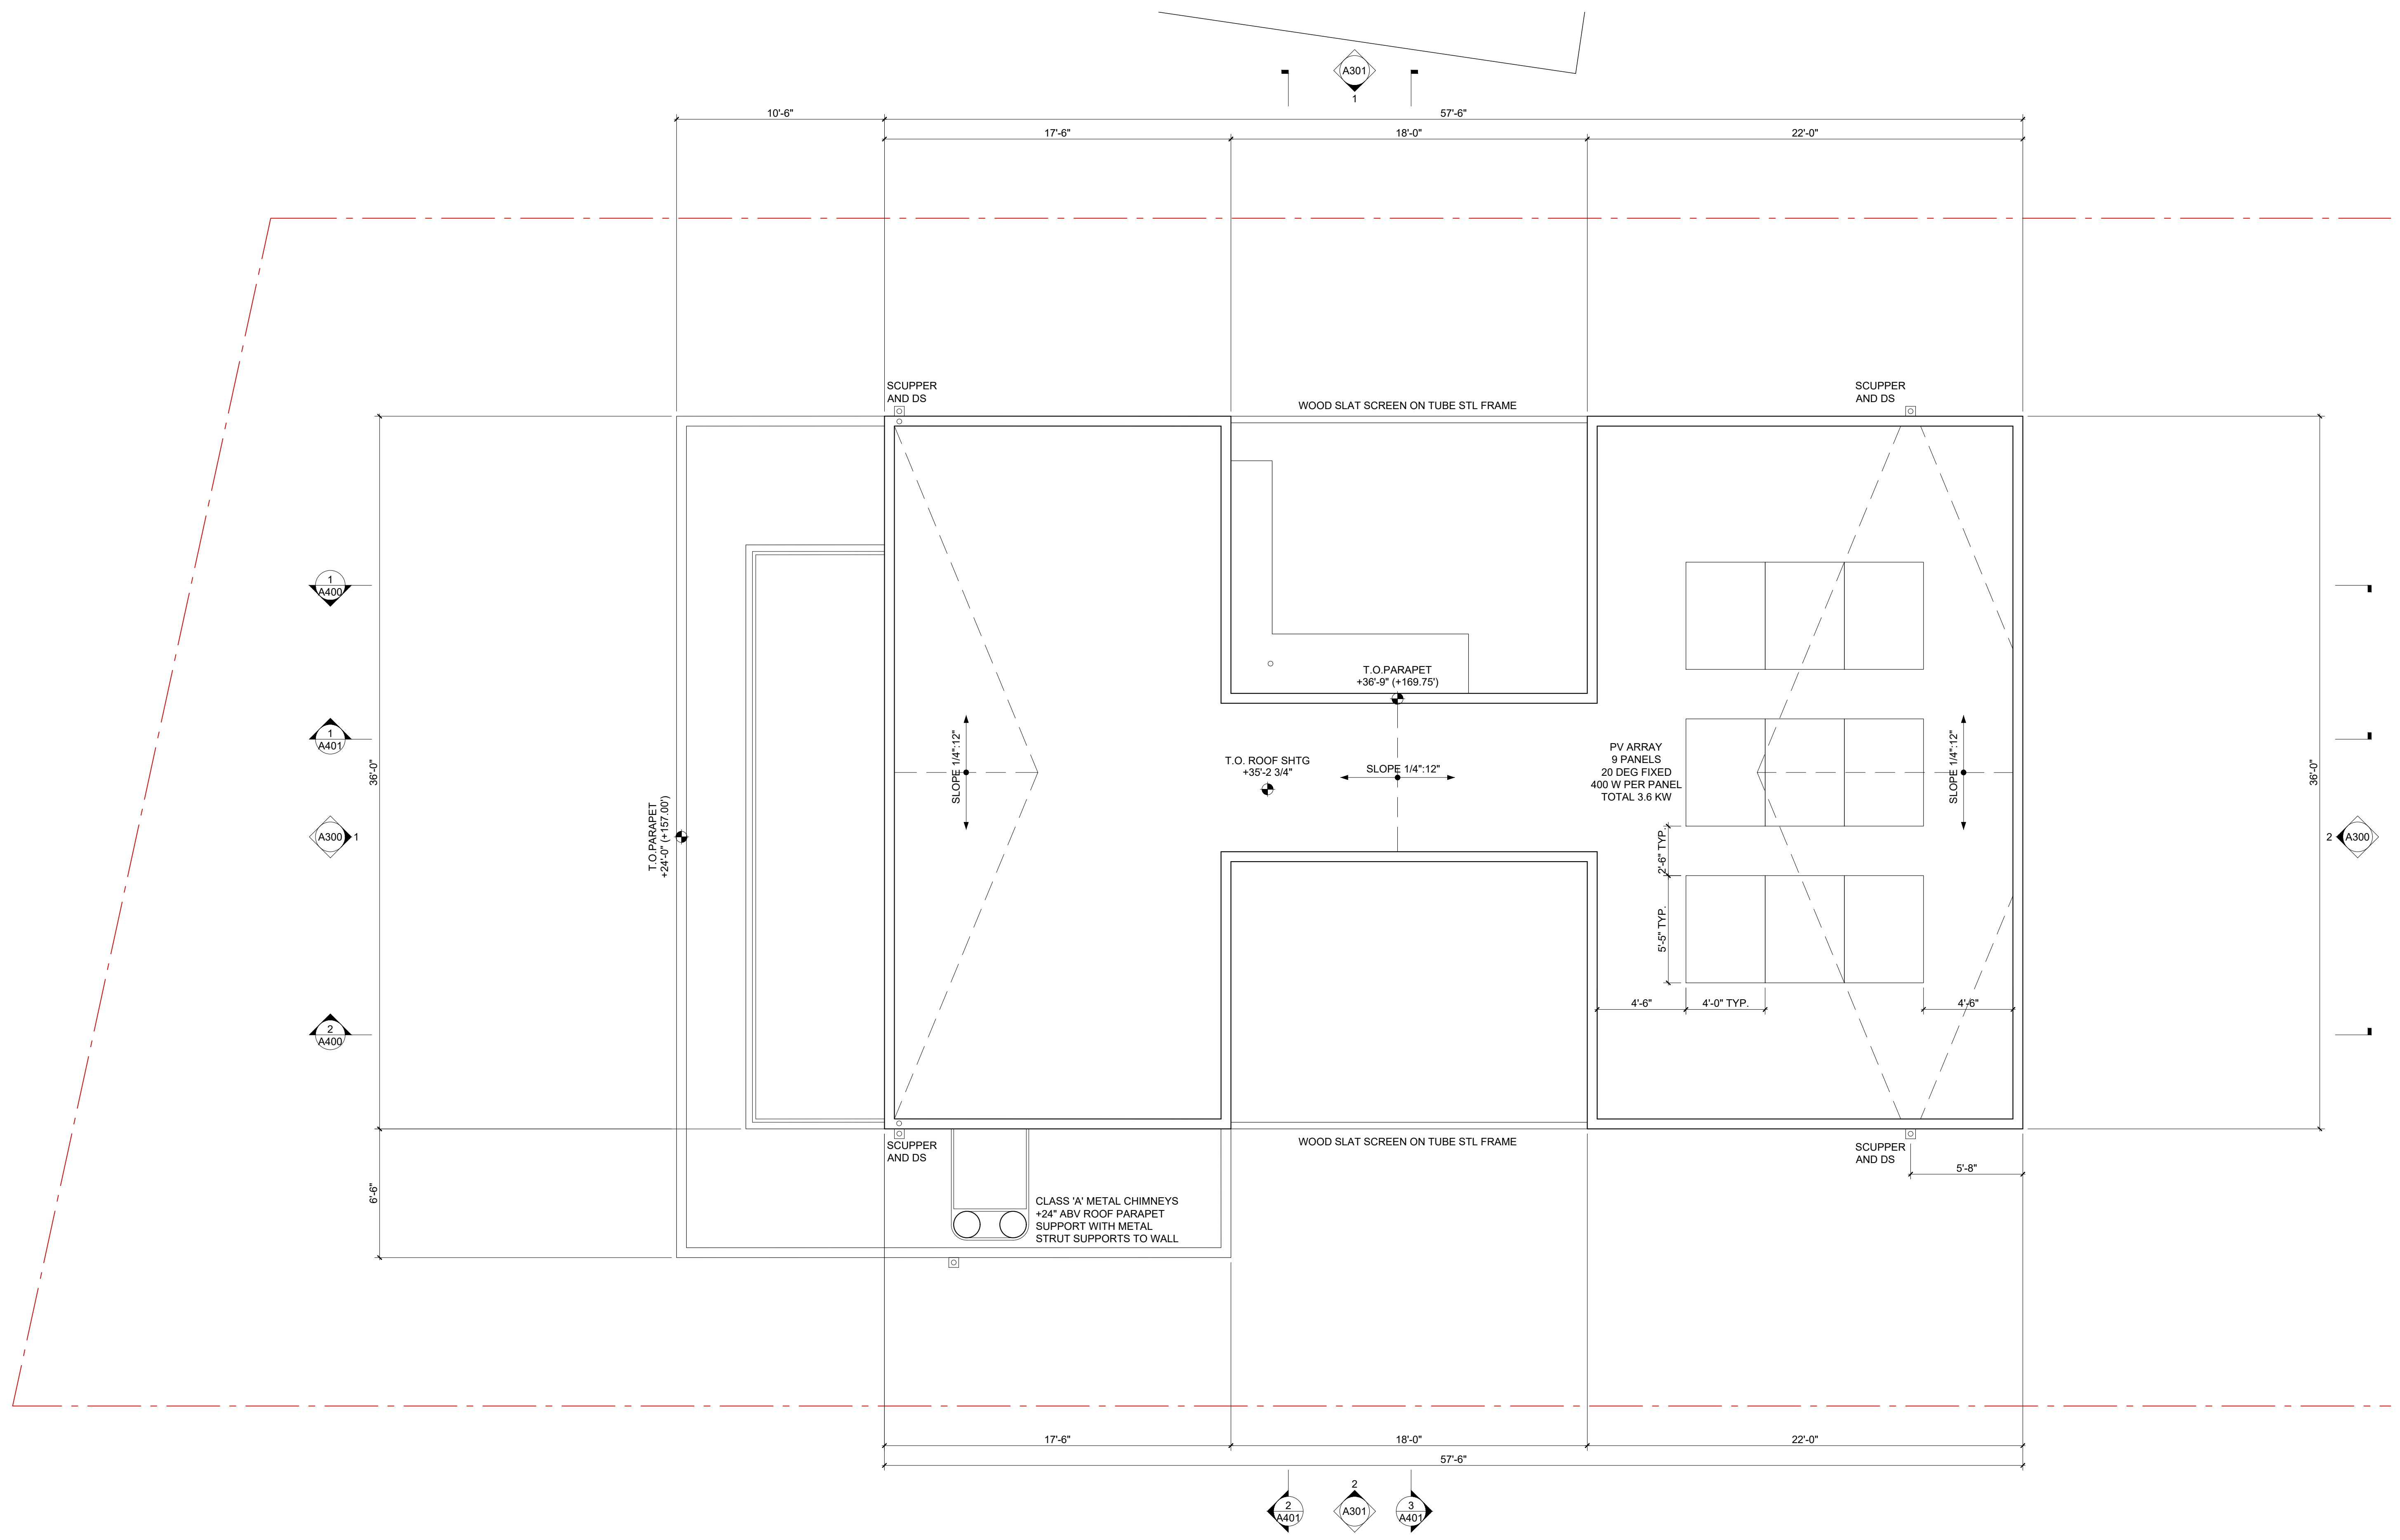 A301
1
10'-6"
57'-6"
17'-6"
18'-0"
22'-0"
SCUPPER
AND DS
WOOD SLAT SCREEN ON TUBE STL FRAME
SCUPPER
AND DS
1
A400
1
A401
A300
1
2
A400
36'-0"
6'-6"
T.O.PARAPET
+24'-0" (+157.00')
SLOPE 1/4":12"
T.O.PARAPET
+36'-9" (+169.75')
T.O. ROOF SHTG
+35'-2 3/4"
SLOPE 1/4":12"
PV ARRAY
9 PANELS
20 DEG FIXED
400 W PER PANEL
TOTAL 3.6 KW
2'-6" TYP.
5'-5" TYP.
4'-6"
4'-0" TYP.
4'-6"
SLOPE 1/4":12"
36'-0"
2
A300
SCUPPER
AND DS
WOOD SLAT SCREEN ON TUBE STL FRAME
SCUPPER
AND DS
5'-8"
CLASS 'A' METAL CHIMNEYS
+24" ABV ROOF PARAPET
SUPPORT WITH METAL
STRUT SUPPORTS TO WALL
17'-6"
18'-0"
22'-0"
57'-6"
2
A401
2
A301
3
A401